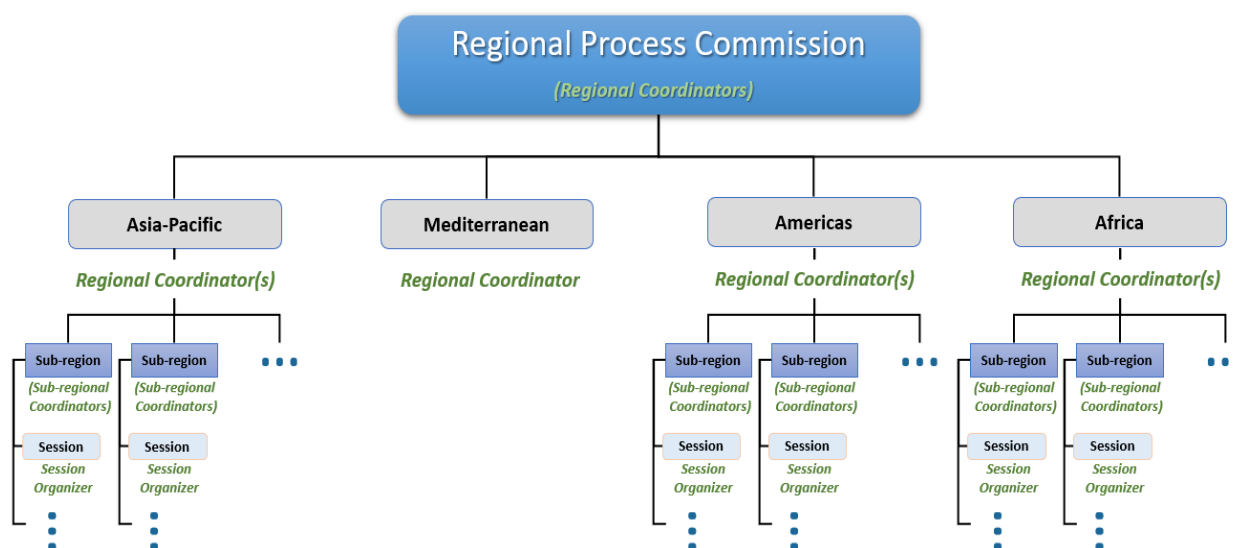 Regional Process Commission
(Regional Coordinators)
Asia-Pacific
Mediterranean
Americas
Africa
Regional Coordinator(s)
Regional Coordinator
Regional Coordinator(s)
Regional Coordinator(s)
Sub-region
Sub-region
Sub-region
Sub-region
Sub-region
Sub-region
(Sub-regional
Coordinators)
(Sub-regional
Coordinators)
(Sub-regional
Coordinators)
(Sub-regional
Coordinators)
(Sub-regional
Coordinators)
(Sub-regional
Coordinators)
Session
Session
Session
Session
Session
Session
Session
Organizer
Session
Organizer
Session
Organizer
Session
Organizer
Session
Organizer
Session
Organizer